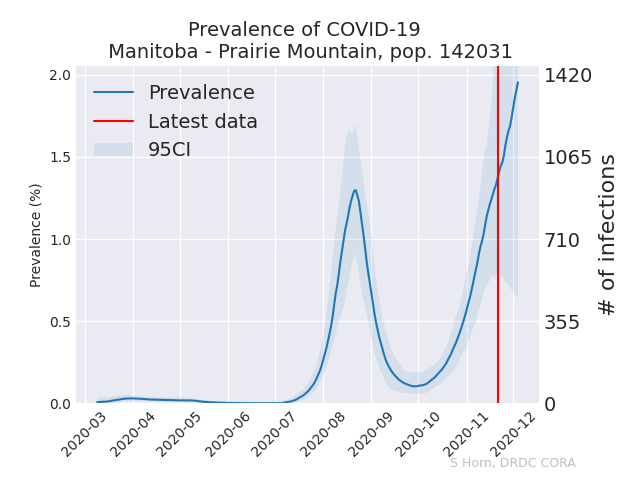 Prevalence of COVID-19
Manitoba - Prairie Mountain, pop. 142031
Prevalence
Latest data
95CI
Prevalence (%)
2.0
1.5
1.0
0.5
0.0
1420
1065
710
355
0
# of infections
2020-03
2020-04
2020-05
2020-06
2020-07
2020-08
2020-09
2020-10
2020-11
2020-12
S Horn, DRDC CORA